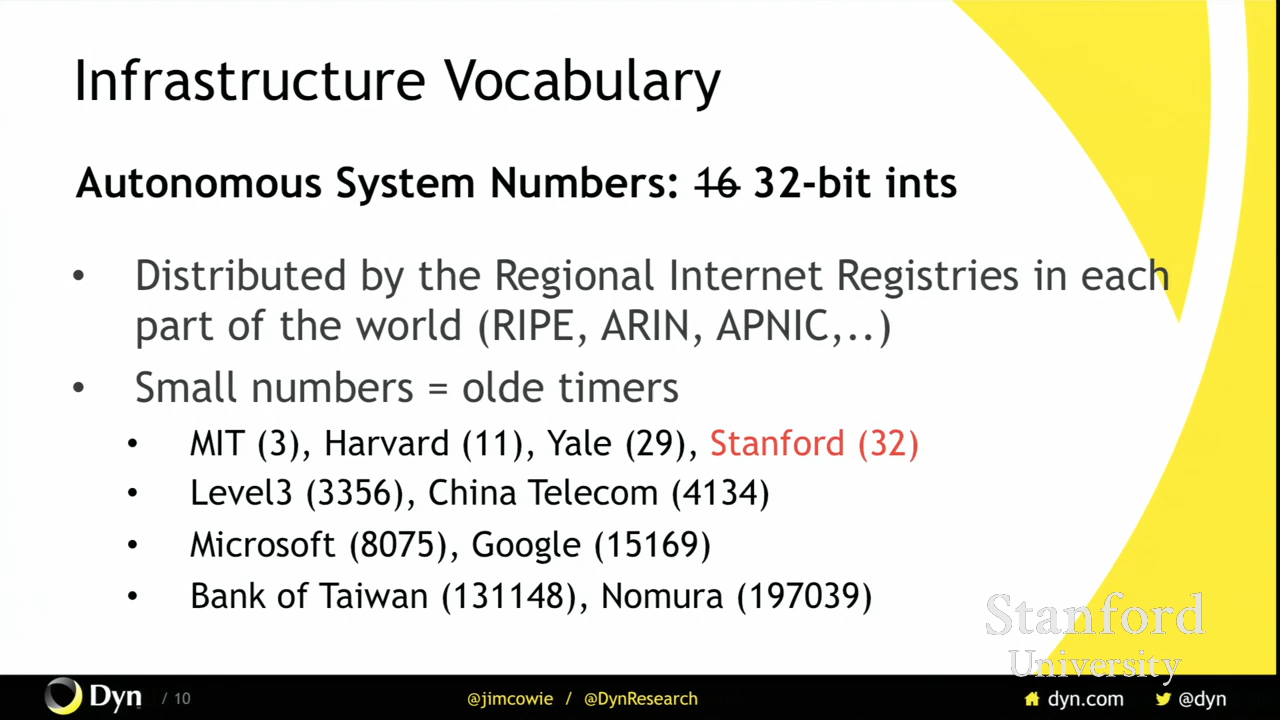 Infrastructure Vocabulary
Autonomous System Numbers: 16 32-bit ints
• Distributed by the Regional Internet Registries in each
part of the world (RIPE, ARIN, APNIC,..)
• Small numbers = olde timers
• MIT (3), Harvard (11), Yale (29), Stanford (32)
• Level3 (3356), China Telecom (4134)
• Microsoft (8075), Google (15169)
• Bank of Taiwan (131148), Nomura (197039)
Stanford
University
Dyn / 10 @jimcowie / @DynResearch dyn.com @dyn